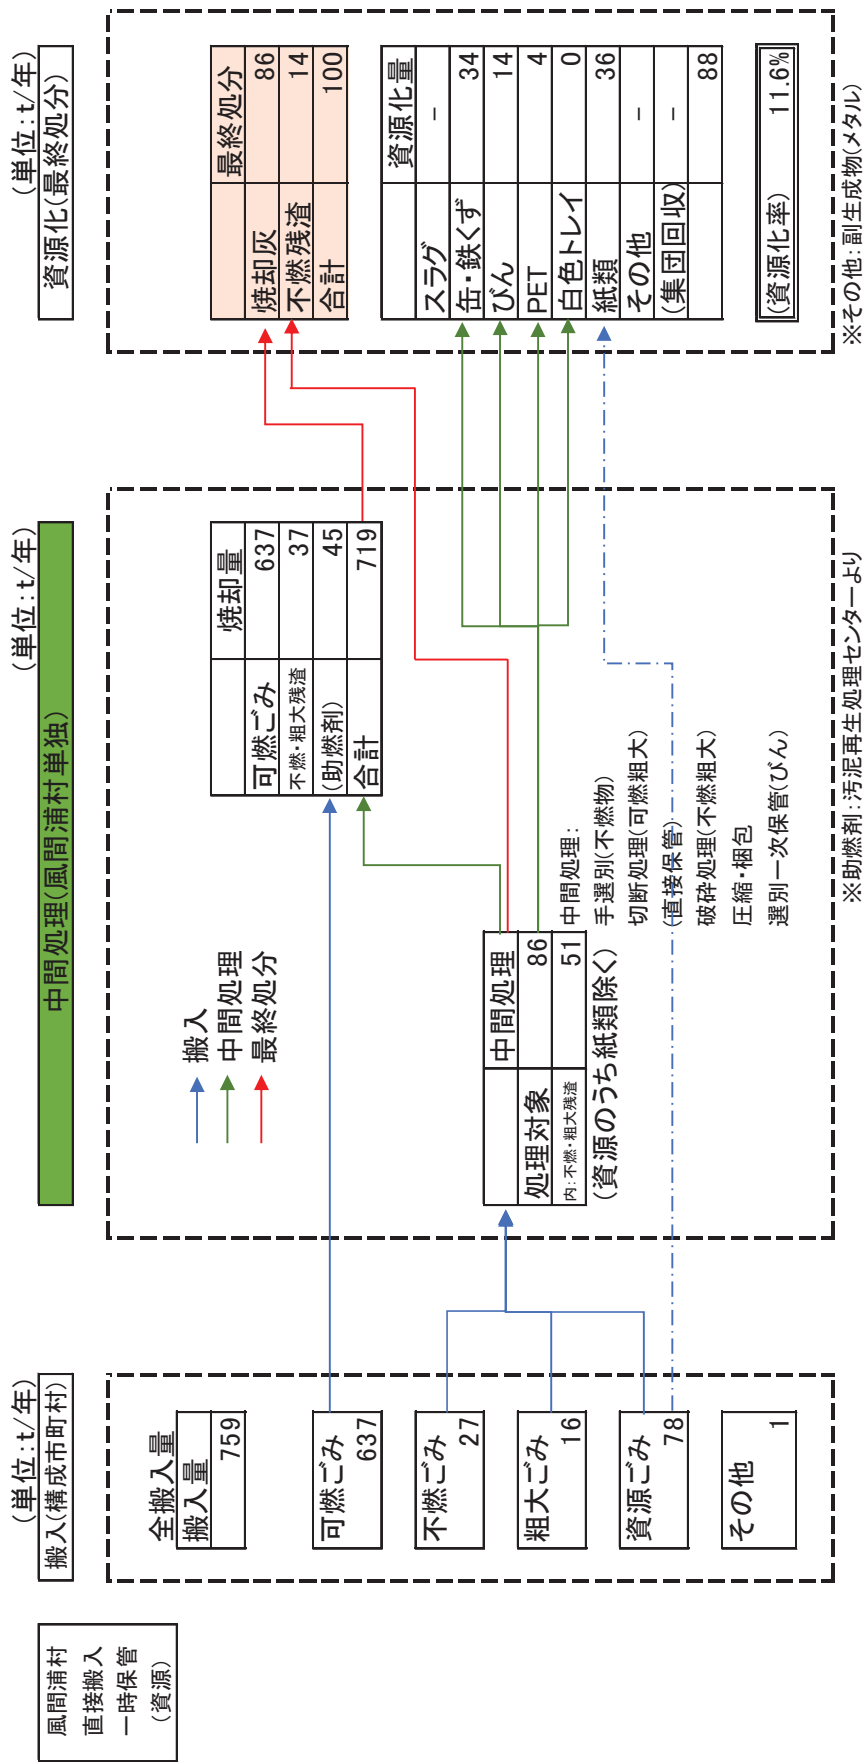 風間浦村
直接搬入
一時保管
(資源)
(単位:t/年)
搬入(構成市町村)
全搬入量
搬入量
759
可燃ごみ
637
不燃ごみ
27
粗大ごみ
16
資源ごみ
78
その他
1
(単位:t/年)
中間処理(風間浦村単独)
搬入
中間処理
最終処分
焼却量
可燃ごみ 637
不燃・粗大残渣 37
(助燃剤) 45
合計 719
中間処理
処理対象 86
内:不燃・粗大残渣 51
(資源のうち紙類除く)
中間処理:
手選別(不燃物)
切断処理(可燃粗大)
(直接保管)
破砕処理(不燃粗大)
圧縮・梱包
選別一次保管(びん)
※助燃剤:汚泥再生処理センターより
(単位:t/年)
資源化(最終処分)
最終処分
焼却灰 86
不燃残渣 14
合計 100
資源化量
スラグ －
缶・鉄くず 34
びん 14
PET 4
白色トレイ 0
紙類 36
その他 －
(集団回収) －
88
(資源化率) 11.6%
※その他:副生成物(メタル)